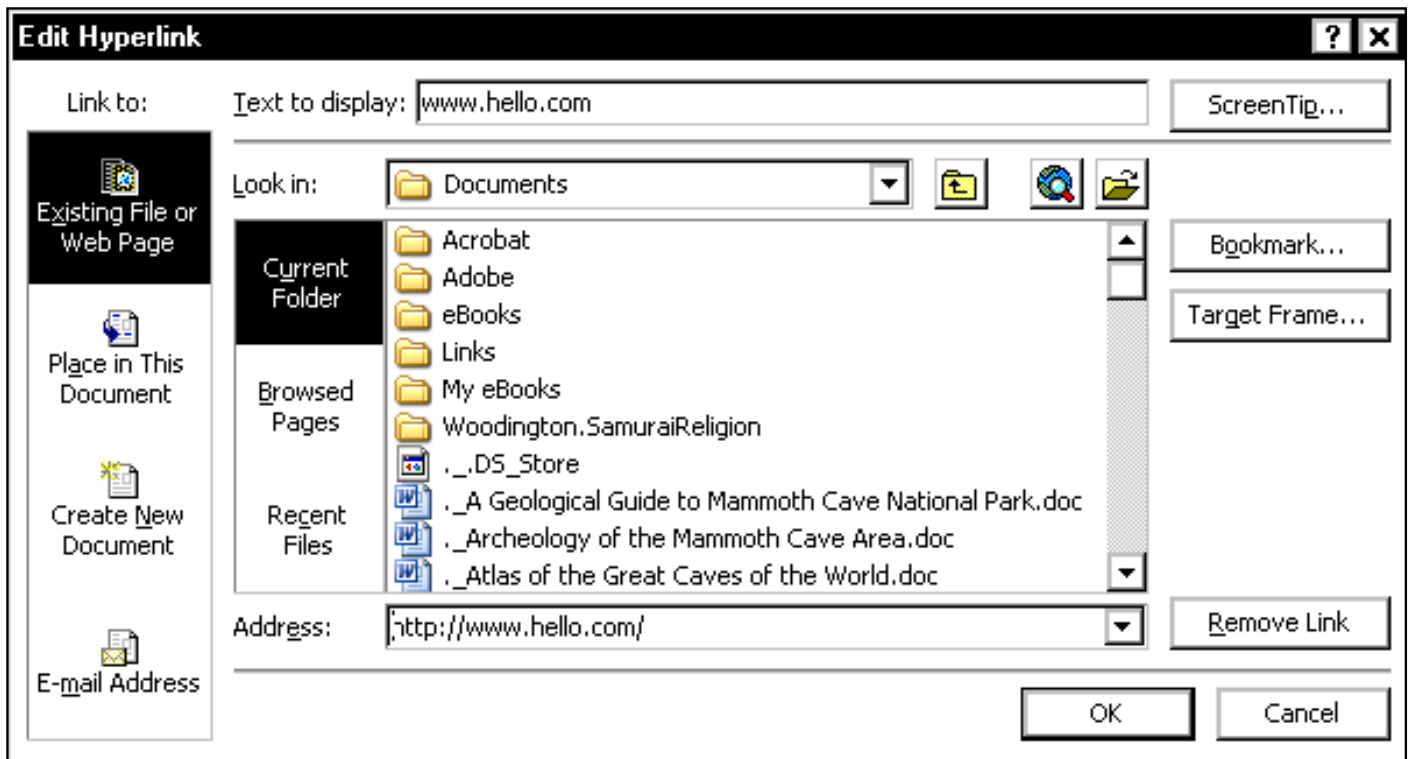 Edit Hyperlink
? X
Link to:
Text to display: www.hello.com
ScreenTip...
Existing File or
Web Page
Look in: Documents
Current
Folder
Acrobat
Adobe
eBooks
Links
My eBooks
Woodington.SamuraiReligion
._.DS_Store
._A Geological Guide to Mammoth Cave National Park.doc
._Archeology of the Mammoth Cave Area.doc
._Atlas of the Great Caves of the World.doc
Browsed
Pages
Recent
Files
Bookmark...
Target Frame...
Place in This
Document
Create New
Document
E-mail Address
Address: http://www.hello.com/
Remove Link
OK
Cancel